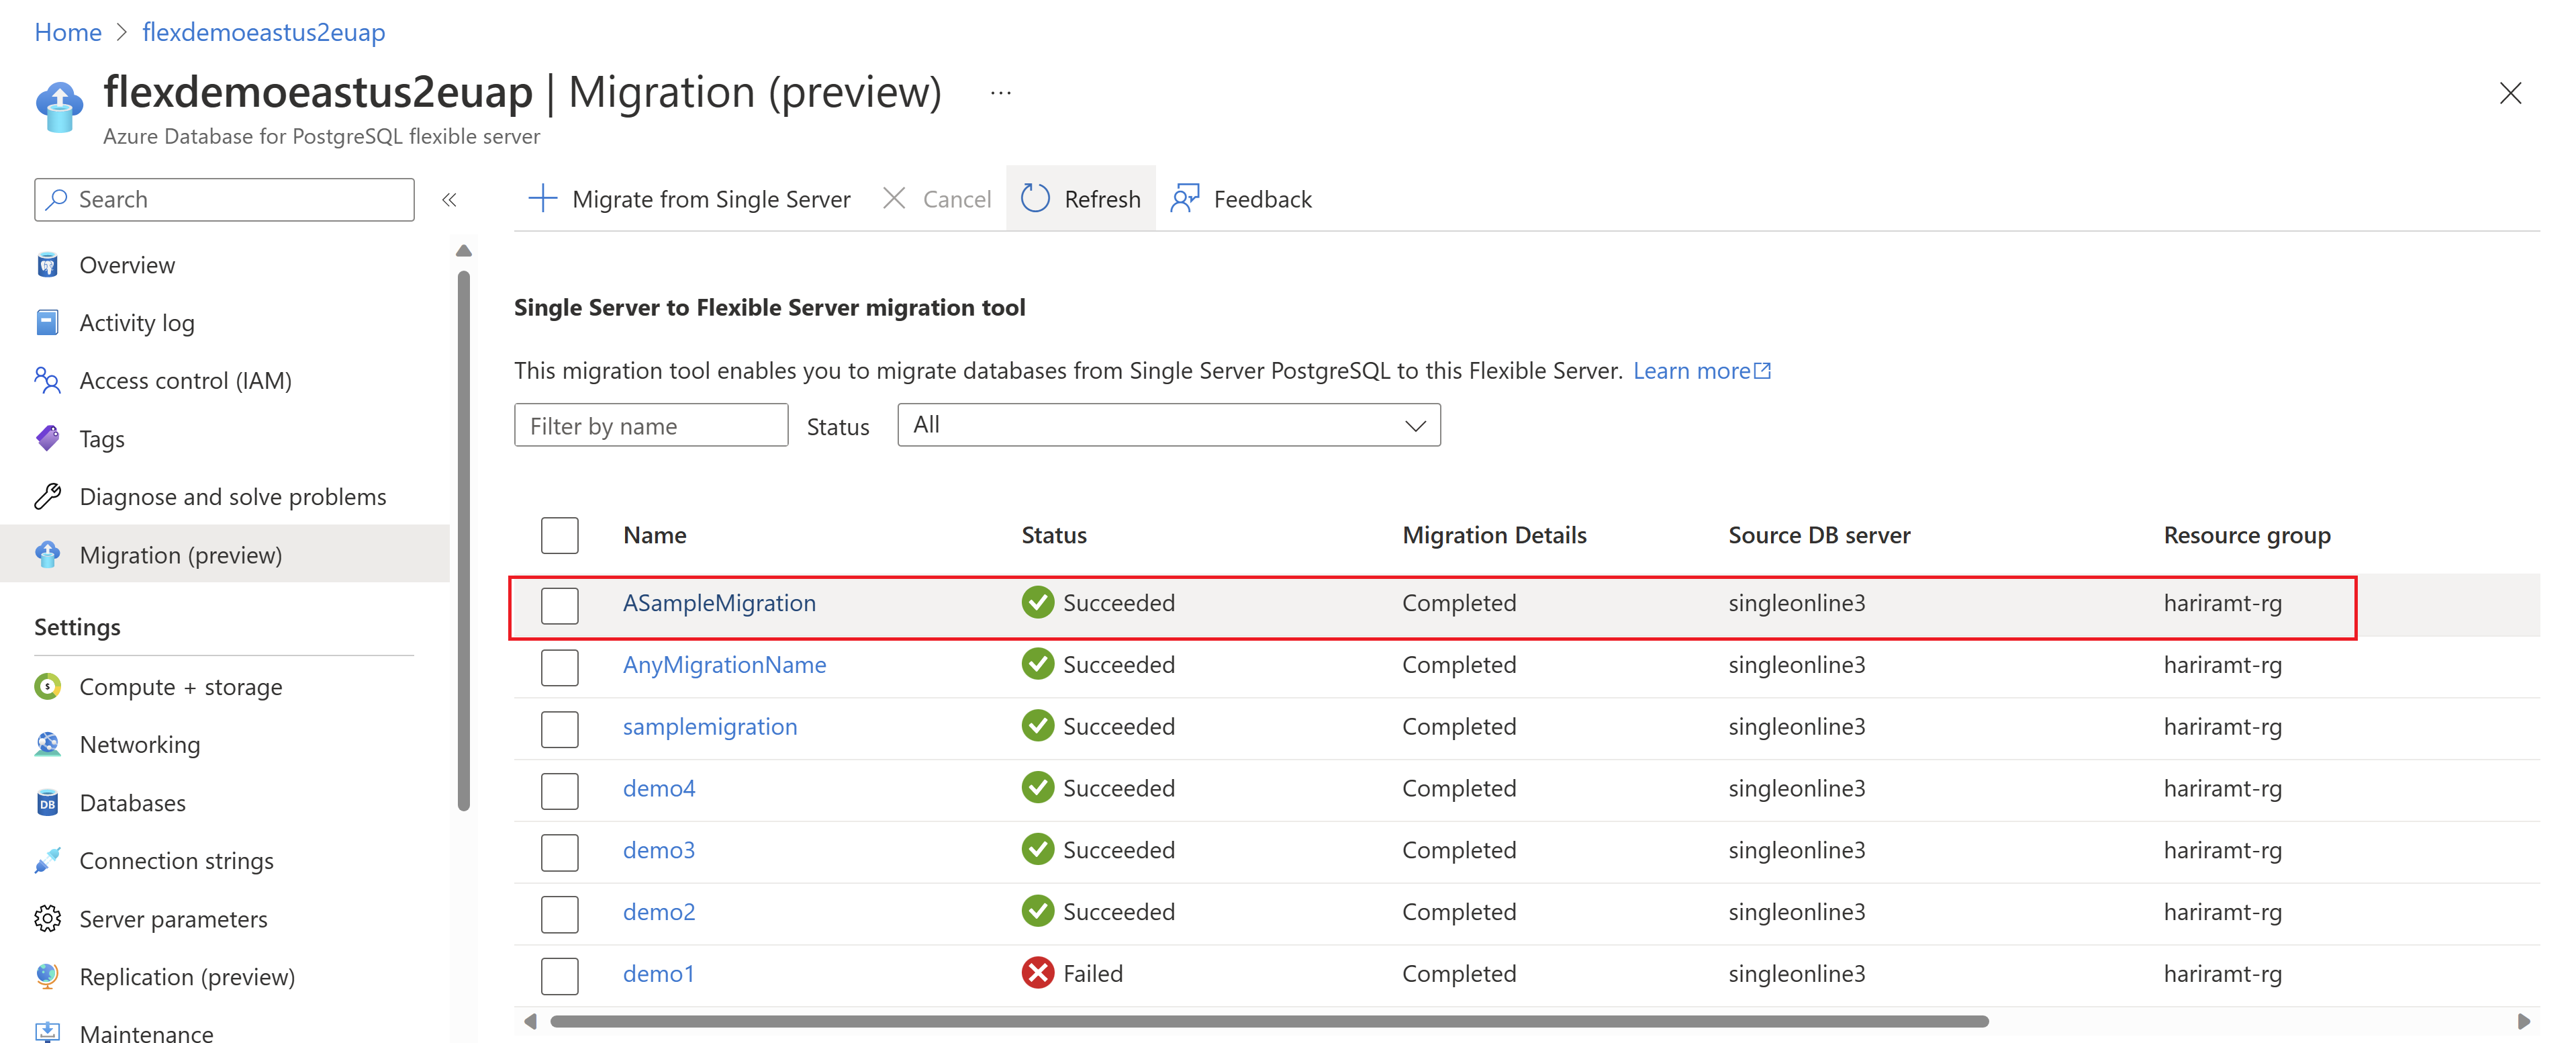 Home > flexdemoeastus2euap
flexdemoeastus2euap | Migration (preview) ...
Azure Database for PostgreSQL flexible server
Search «
Migrate from Single Server Cancel Refresh Feedback
Overview
Activity log
Access control (IAM)
Tags
Diagnose and solve problems
Migration (preview)
Settings
Compute + storage
Networking
DB Databases
Connection strings
Server parameters
Replication (preview)
Maintenance
Single Server to Flexible Server migration tool
This migration tool enables you to migrate databases from Single Server PostgreSQL to this Flexible Server. Learn more
Filter by name Status All
Name Status Migration Details Source DB server Resource group
ASampleMigration Succeeded Completed singleonline3 hariramt-rg
AnyMigrationName Succeeded Completed singleonline3 hariramt-rg
samplemigration Succeeded Completed singleonline3 hariramt-rg
demo4 Succeeded Completed singleonline3 hariramt-rg
demo3 Succeeded Completed singleonline3 hariramt-rg
demo2 Succeeded Completed singleonline3 hariramt-rg
demo1 Failed Completed singleonline3 hariramt-rg